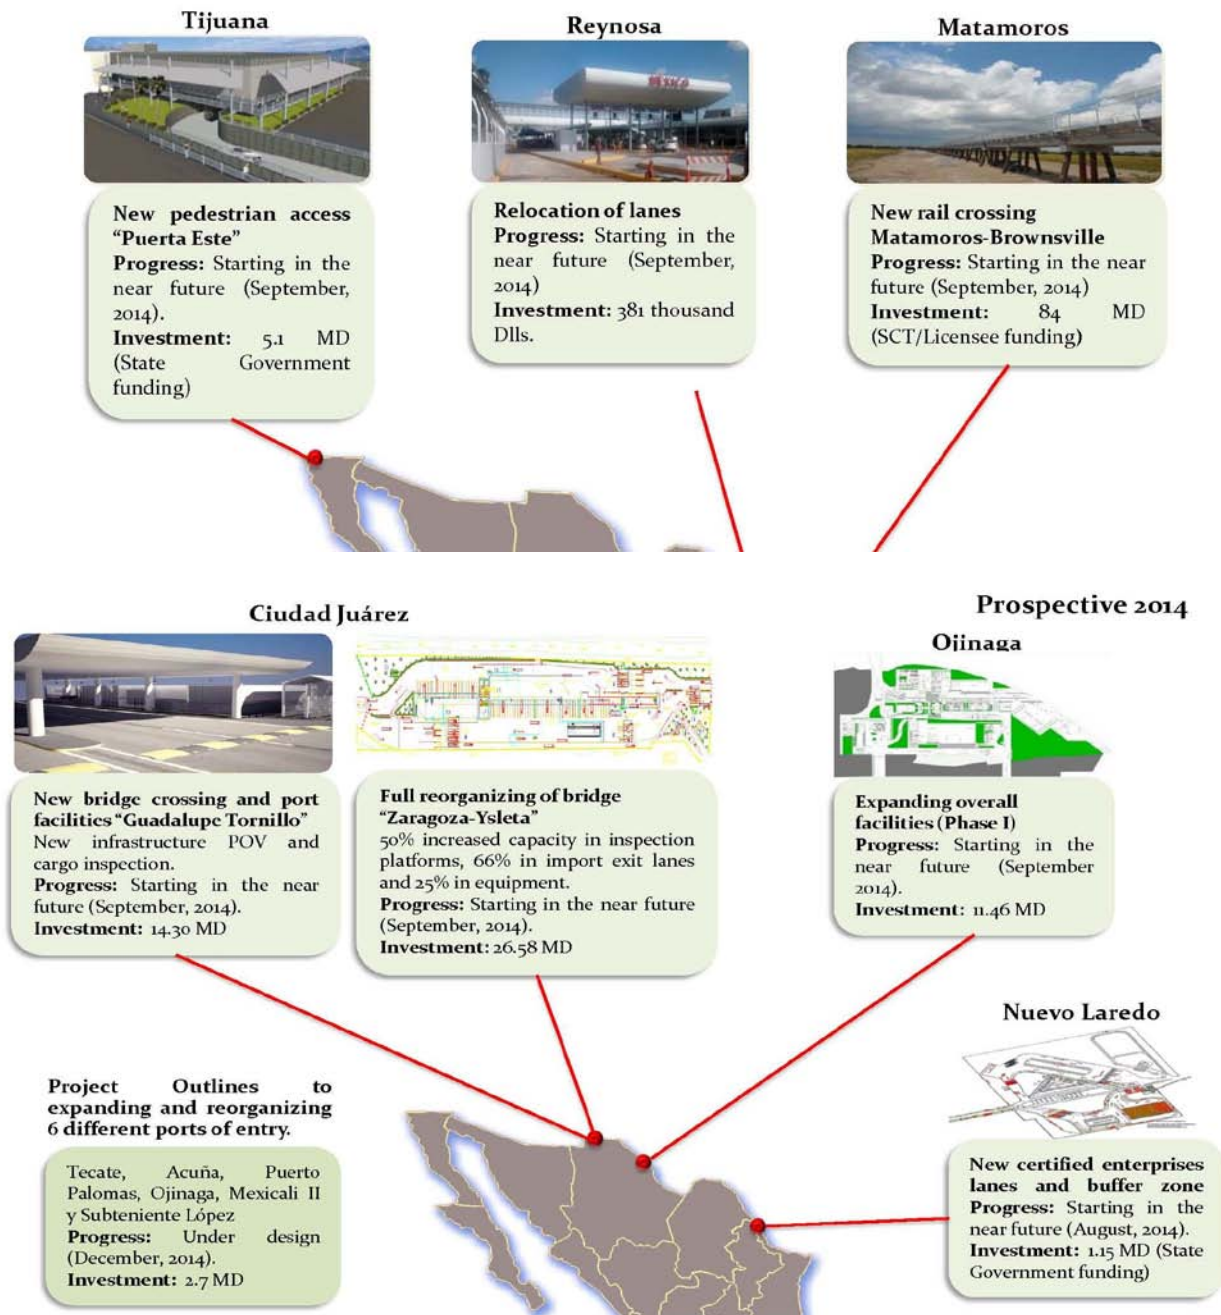 Tijuana
New pedestrian access
“Puerta Este”
Progress: Starting in the
near future (September,
2014).
Investment: 5.1 MD
(State Government
funding)
Reynosa
MEXICO
Relocation of lanes
Progress: Starting in the
near future (September,
2014)
Investment: 381 thousand
Dlls.
Matamoros
New rail crossing
Matamoros-Brownsville
Progress: Starting in the near
future (September, 2014)
Investment: 84 MD
(SCT/Licensee funding)
Prospective 2014
Ciudad Juárez
New bridge crossing and port
facilities “Guadalupe Tornillo”
New infrastructure POV and
cargo inspection.
Progress: Starting in the near
future (September, 2014).
Investment: 14.30 MD
Full reorganizing of bridge
“Zaragoza-Ysleta”
50% increased capacity in inspection
platforms, 66% in import exit lanes
and 25% in equipment.
Progress: Starting in the near future
(September, 2014).
Investment: 26.58 MD
Ojinaga
Expanding overall
facilities (Phase I)
Progress: Starting in the
near future (September
2014).
Investment: 11.46 MD
Nuevo Laredo
New certified enterprises
lanes and buffer zone
Progress: Starting in the
near future (August, 2014).
Investment: 1.15 MD (State
Government funding)
Project Outlines to
expanding and reorganizing
6 different ports of entry.
Tecate, Acuña, Puerto
Palomas, Ojinaga, Mexicali II
y Subteniente López
Progress: Under design
(December, 2014).
Investment: 2.7 MD